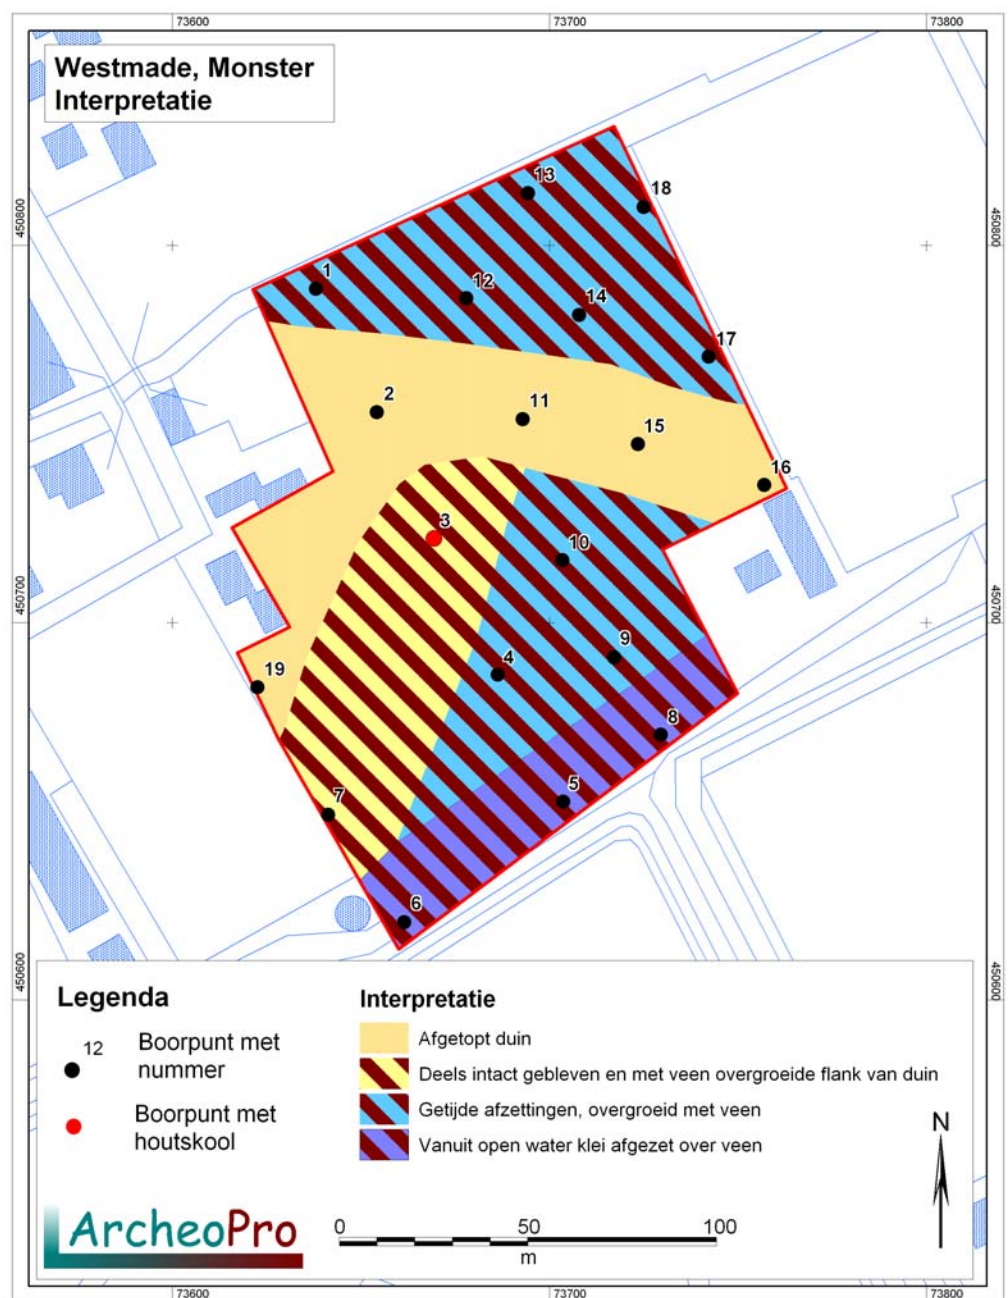 73600
73700
73800
Westmade, Monster
Interpretatie
13
18
450800
450800
1
12
14
17
2
11
15
16
3
10
450700
450700
9
4
19
8
5
7
6
450600
450600
Legenda
12
Boorpunt met
nummer
Boorpunt met
houtskool
Interpretatie
Afgetopt duin
Deels intact gebleven en met veen overgroeide flank van duin
Getijde afzettingen, overgroeid met veen
Vanuit open water klei afgezet over veen
N
ArcheoPro
0
50
100
m
73600
73700
73800